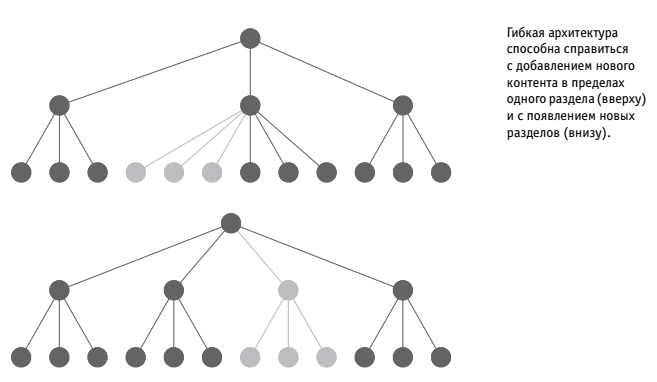 Гибкая архитектура
способна справиться
с добавлением нового
контента в пределах
одного раздела (вверху)
и с появлением новых
разделов (внизу).